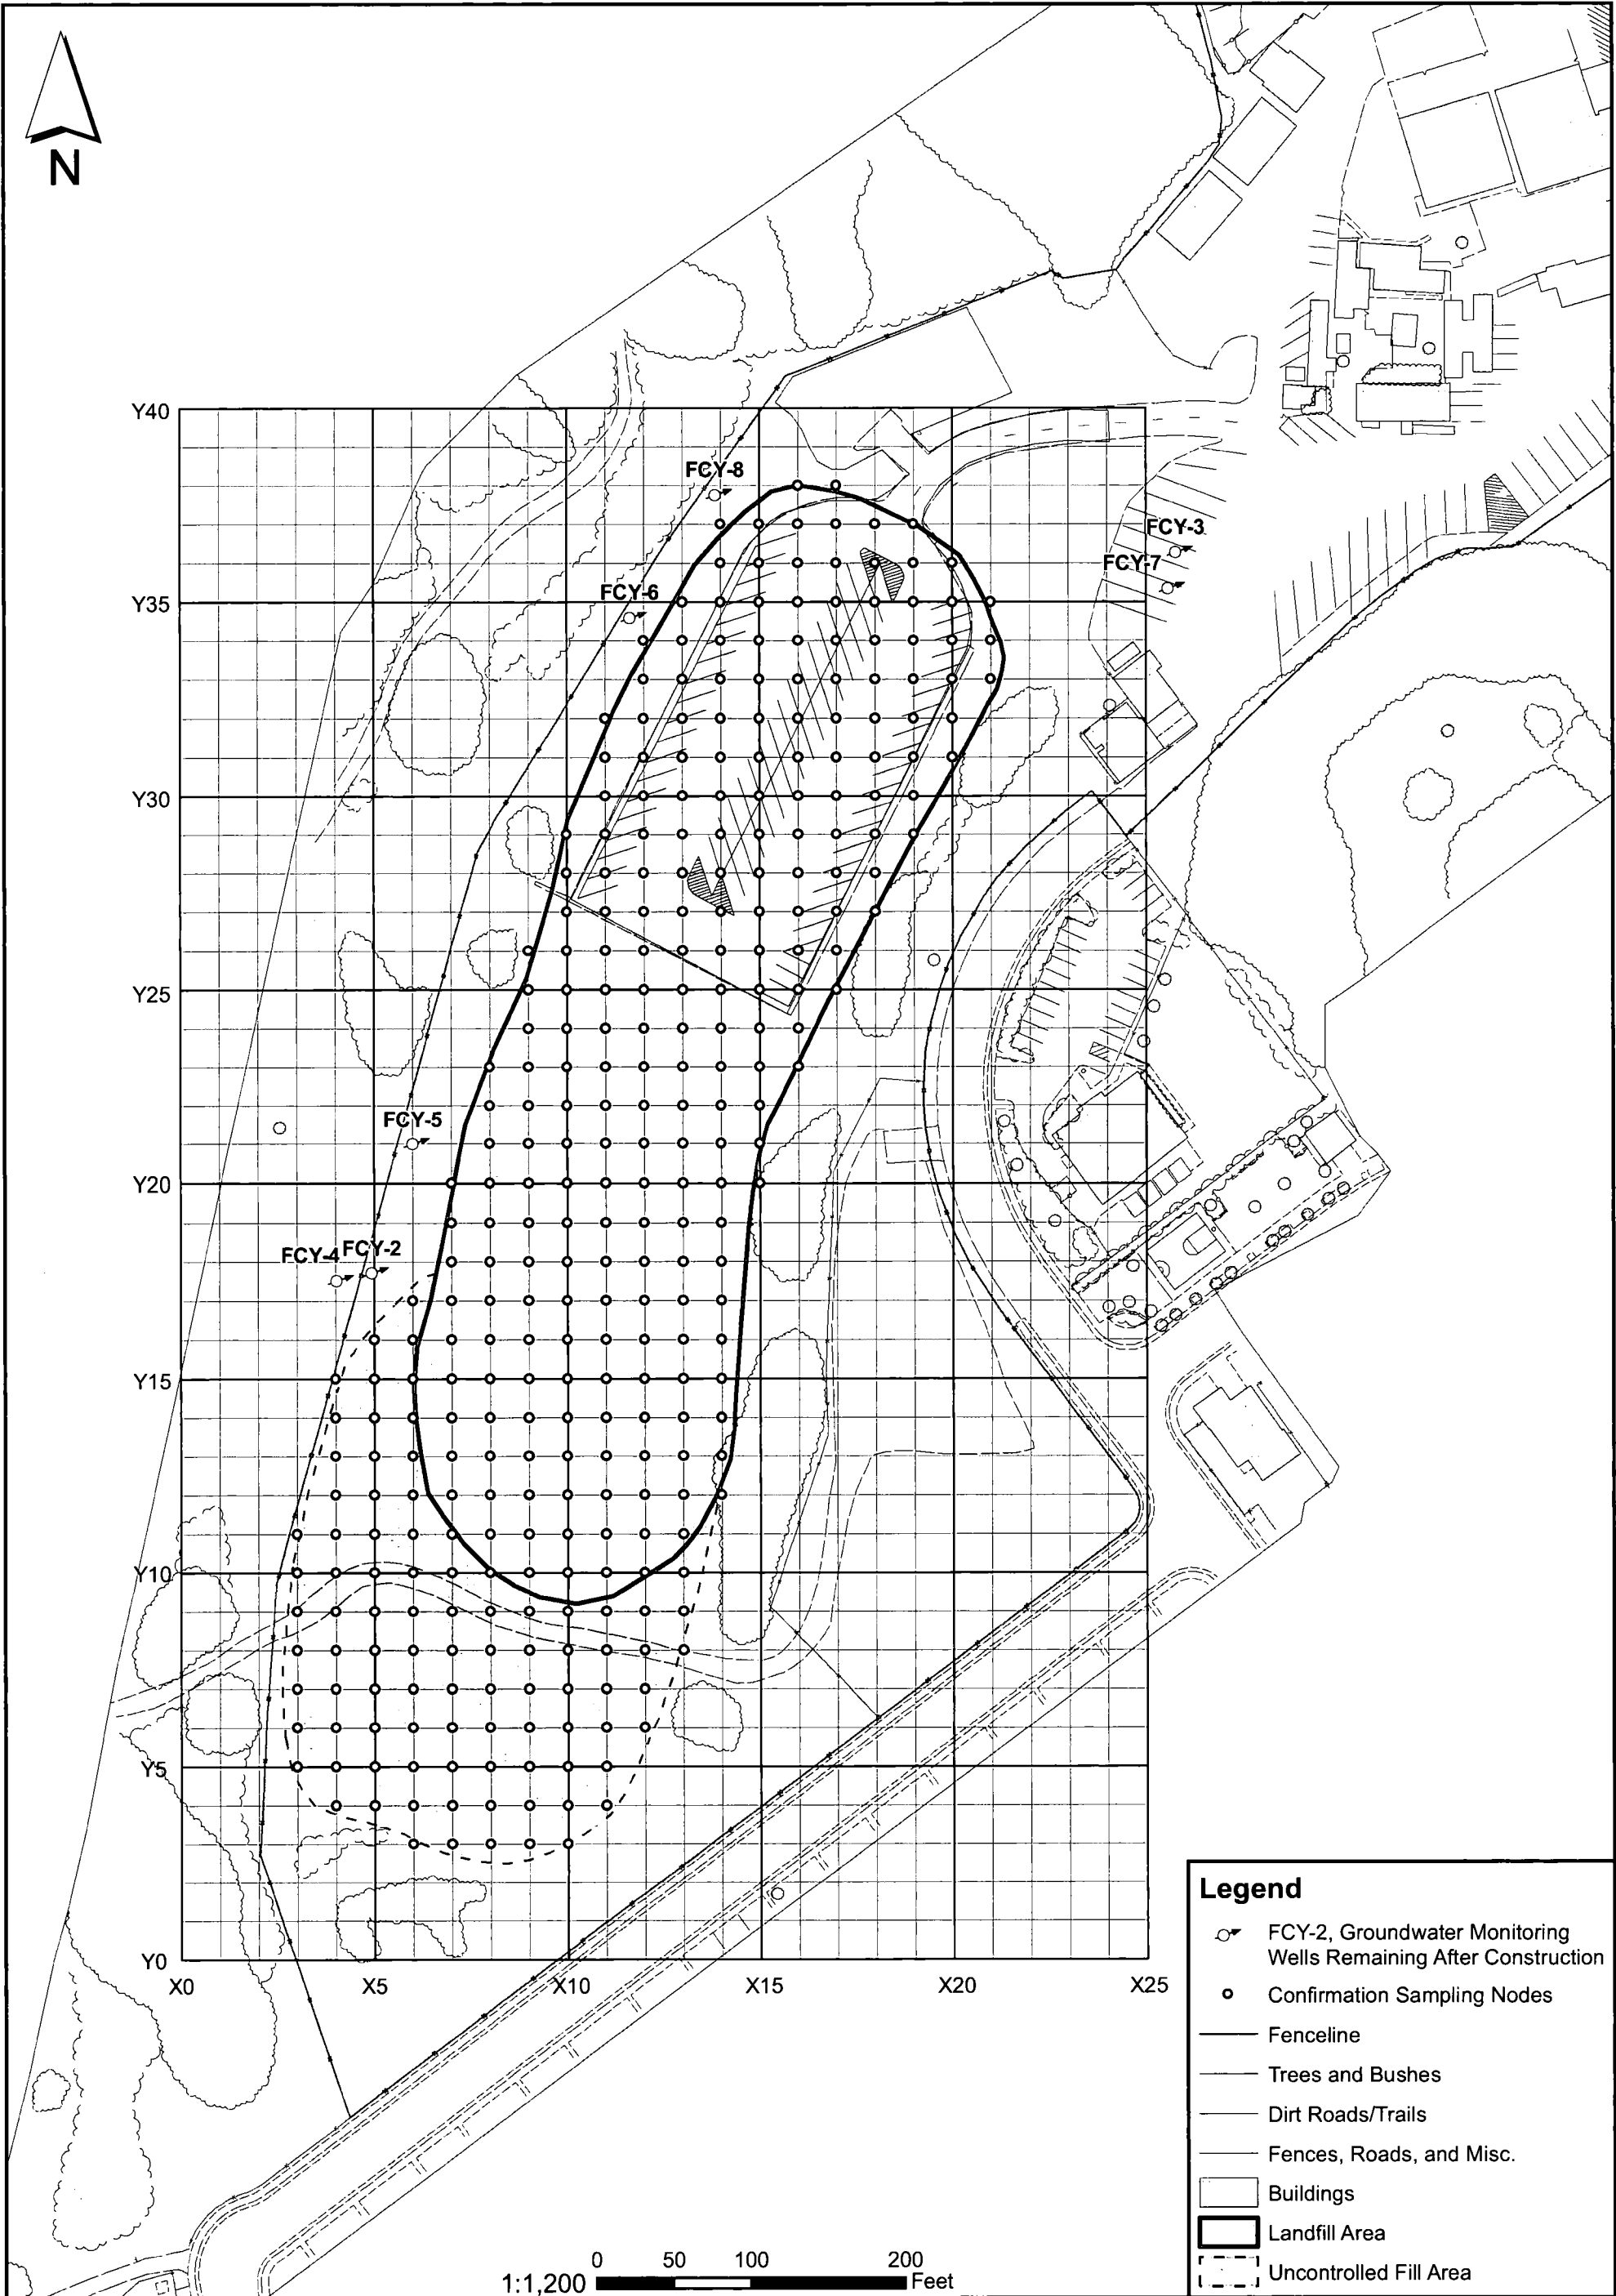 N
Y40
FCY-8
FCY-3
FCY-7
FCY-6
Y35
Y30
Y25
FCY-5
Y20
FCY-4 FCY-2
Y15
Y10
Y5
Y0
X0 X5 X10 X15 X20 X25
Legend
FCY-2, Groundwater Monitoring
Wells Remaining After Construction
Confirmation Sampling Nodes
Fenceline
Trees and Bushes
Dirt Roads/Trails
Fences, Roads, and Misc.
Buildings
Landfill Area
Uncontrolled Fill Area
0 50 100 200
1:1,200 Feet